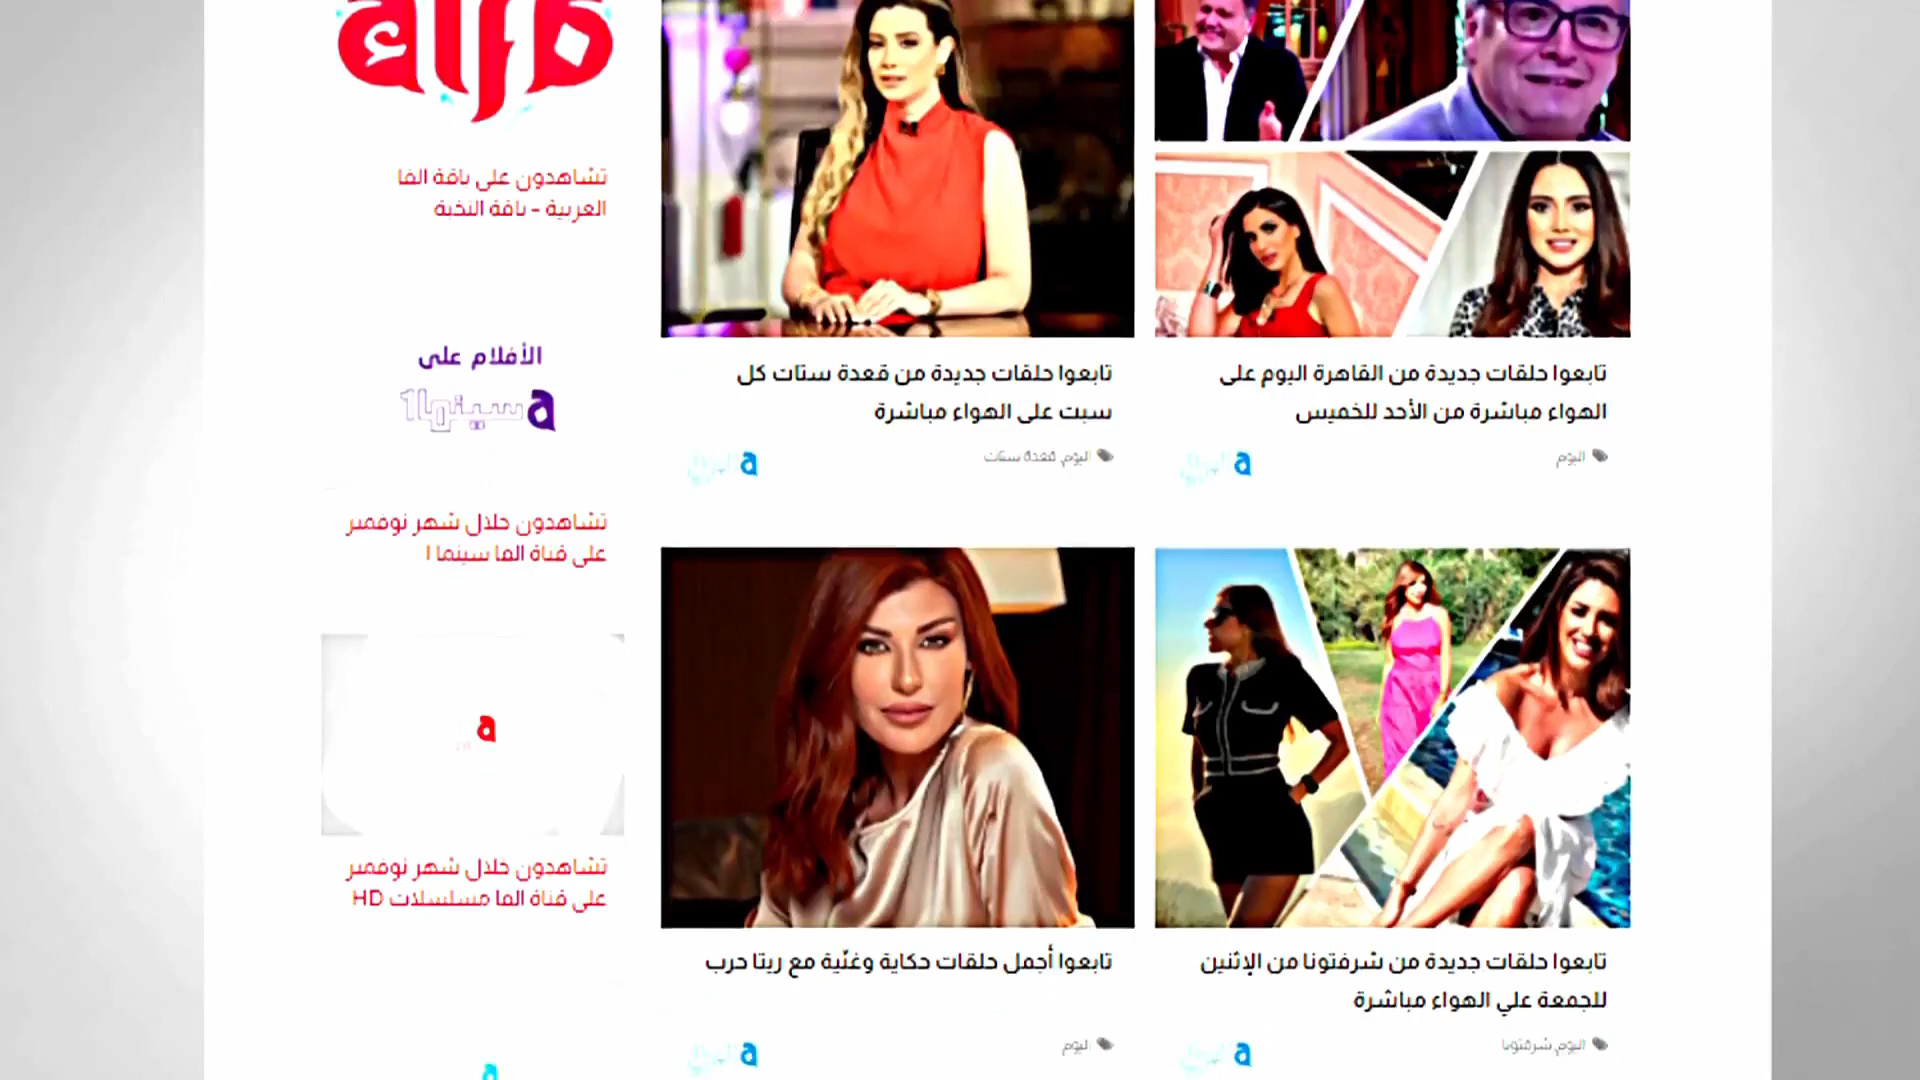 تابعوا حلقات جديدة من القاهرة اليوم على
الهواء مباشرة من الأحد للخميس
اليوم
تابعوا حلقات جديدة من قعدة ستات كل
سبت على الهواء مباشرة
اليوم, قعدة ستات
تابعوا حلقات جديدة من شرفتونا من الإثنين
للجمعة علي الهواء مباشرة
اليوم, شرفتونا
تابعوا أجمل حلقات حكاية وغنّية مع ريتا حرب
اليوم
تشاهدون على باقة الفا
العربية - باقة النخبة
الأفلام على
سينما1
تشاهدون خلال شهر نوفمبر
على قناة الفا سينما 1
تشاهدون خلال شهر نوفمبر
على قناة الفا مسلسلات HD